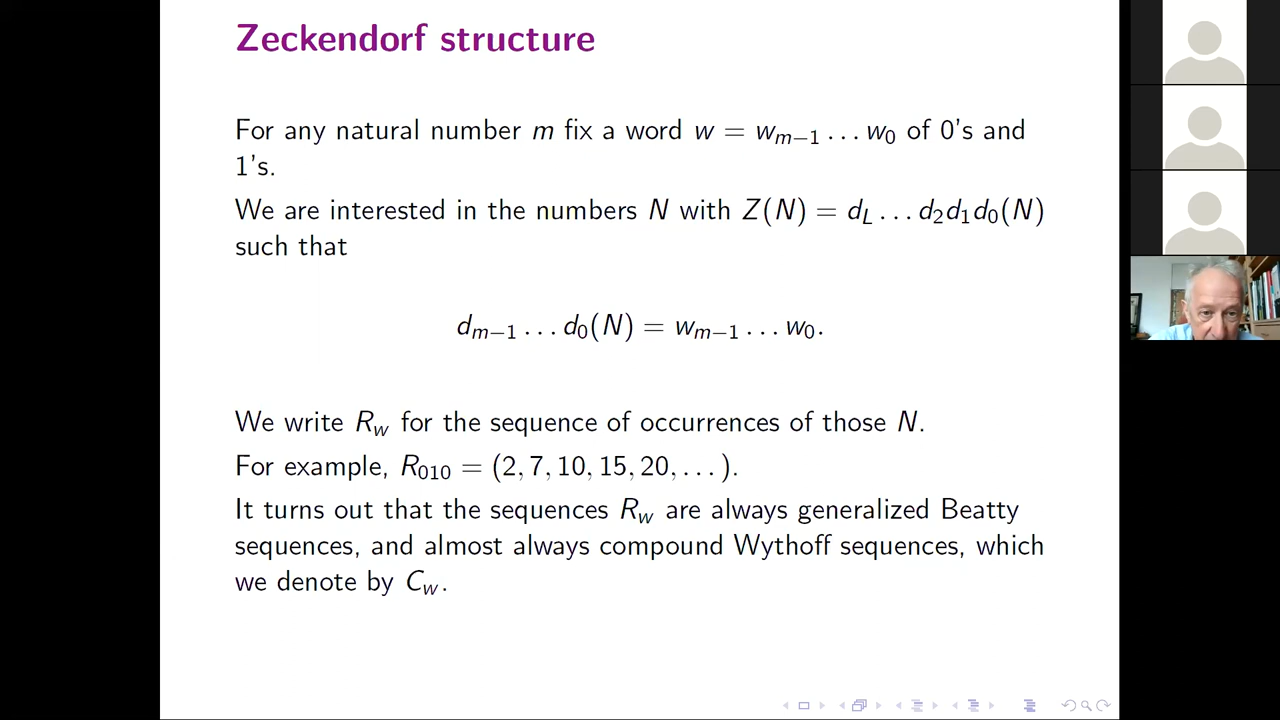 Zeckendorf structure
For any natural number m fix a word w = w_{m−1} … w_0 of 0's and
1's.
We are interested in the numbers N with Z(N) = d_L … d_2d_1d_0(N)
such that
d_{m−1} … d_0(N) = w_{m−1} … w_0.
We write R_w for the sequence of occurrences of those N.
For example, R_{010} = (2, 7, 10, 15, 20, …).
It turns out that the sequences R_w are always generalized Beatty
sequences, and almost always compound Wythoff sequences, which
we denote by C_w.